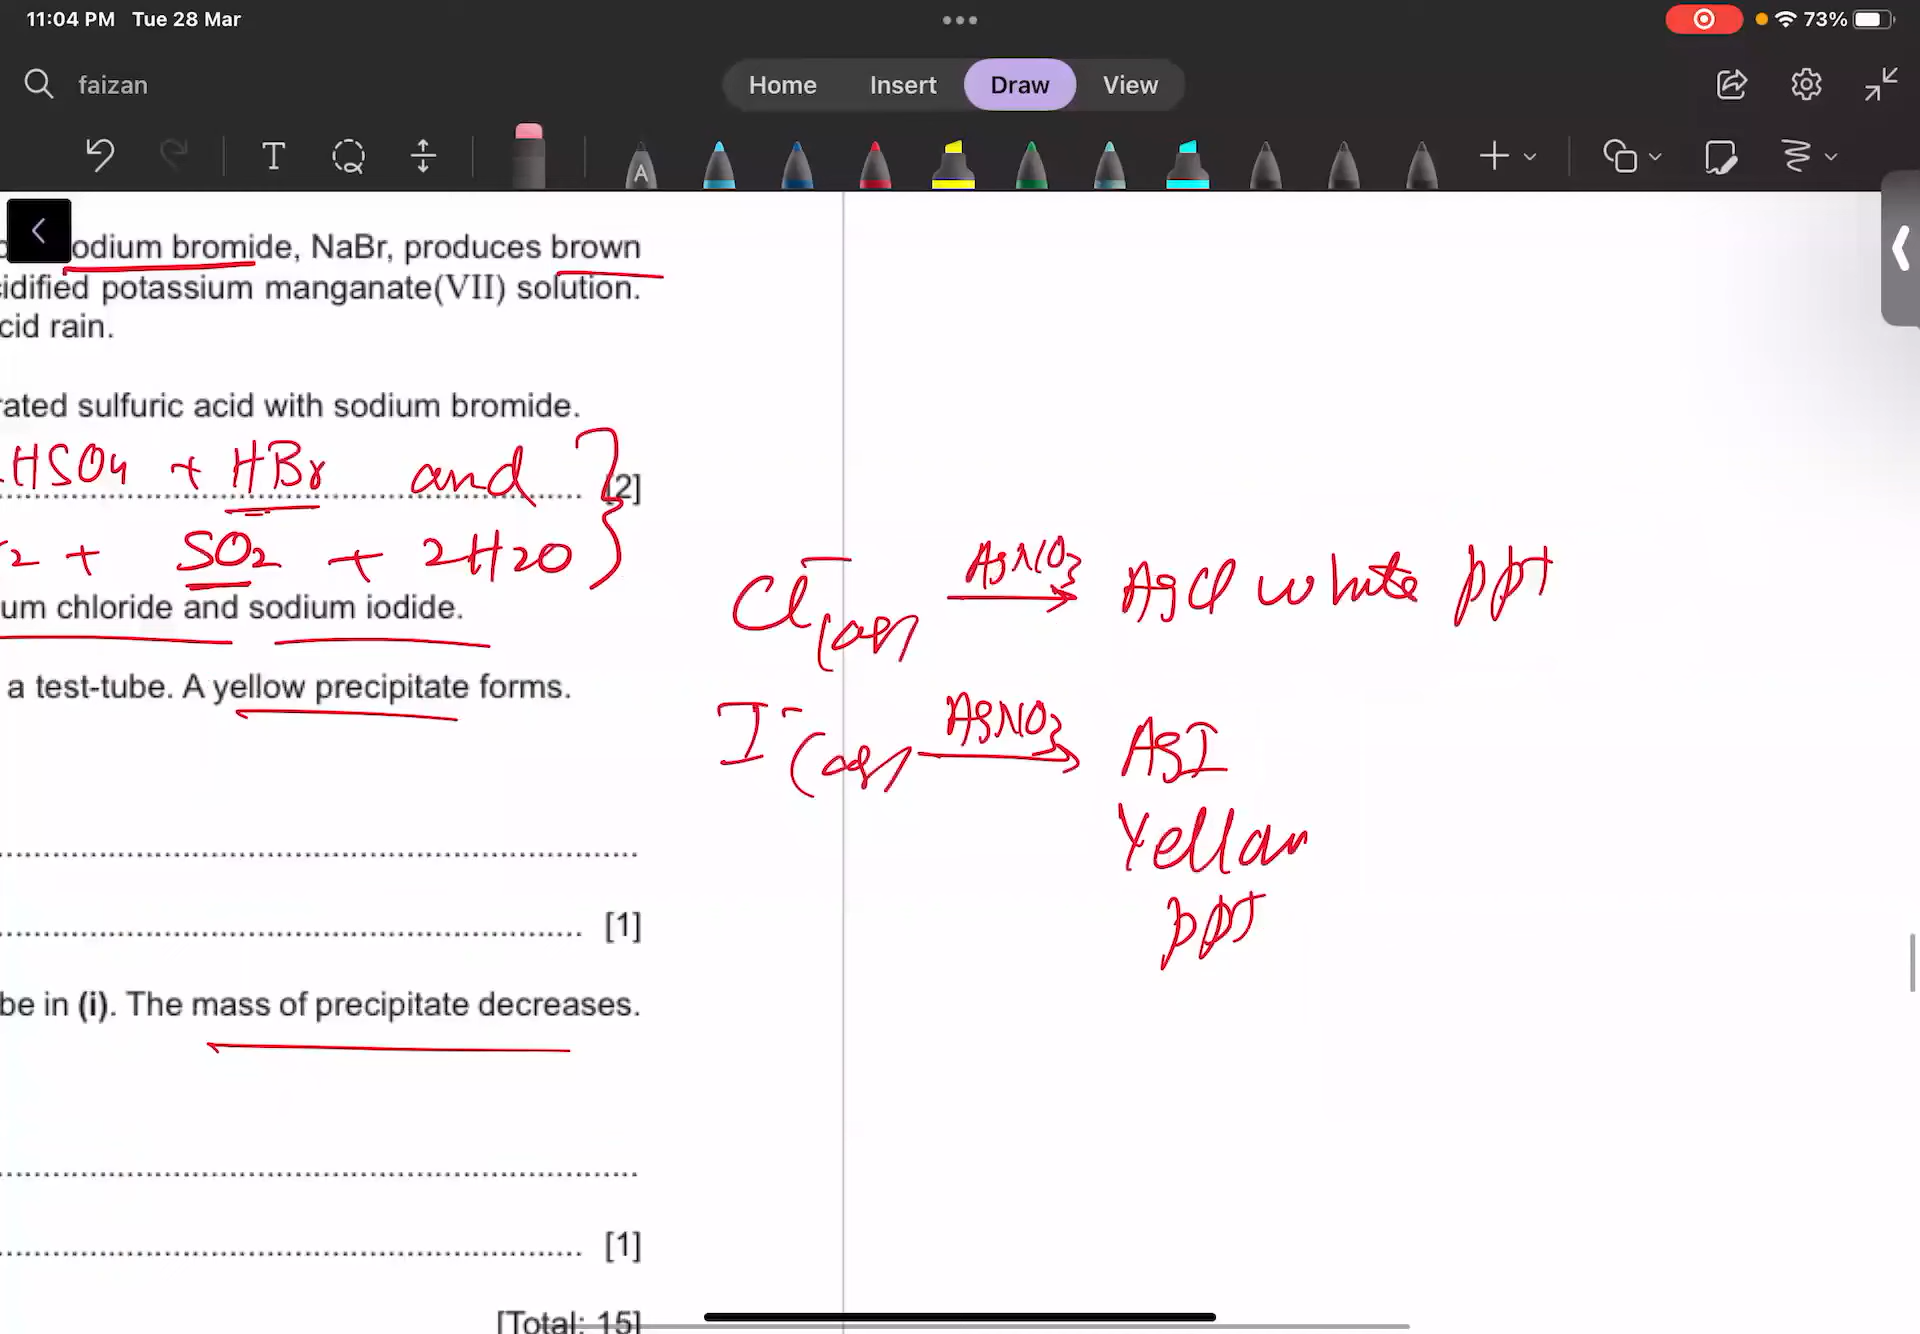 11:04 PM Tue 28 Mar
73%
faizan
Home Insert Draw View
T
A
odium bromide, NaBr, produces brown
idified potassium manganate(VII) solution.
cid rain.
rated sulfuric acid with sodium bromide.
HSO4 + HBr and
[2]
2 + SO2 + 2H2O
um chloride and sodium iodide.
a test-tube. A yellow precipitate forms.
[1]
be in (i). The mass of precipitate decreases.
[1]
[Total: 15]
Cl-(aq) AgNO3 AgCl white ppt
I-(aq) AgNO3 AgI
Yellow
ppt